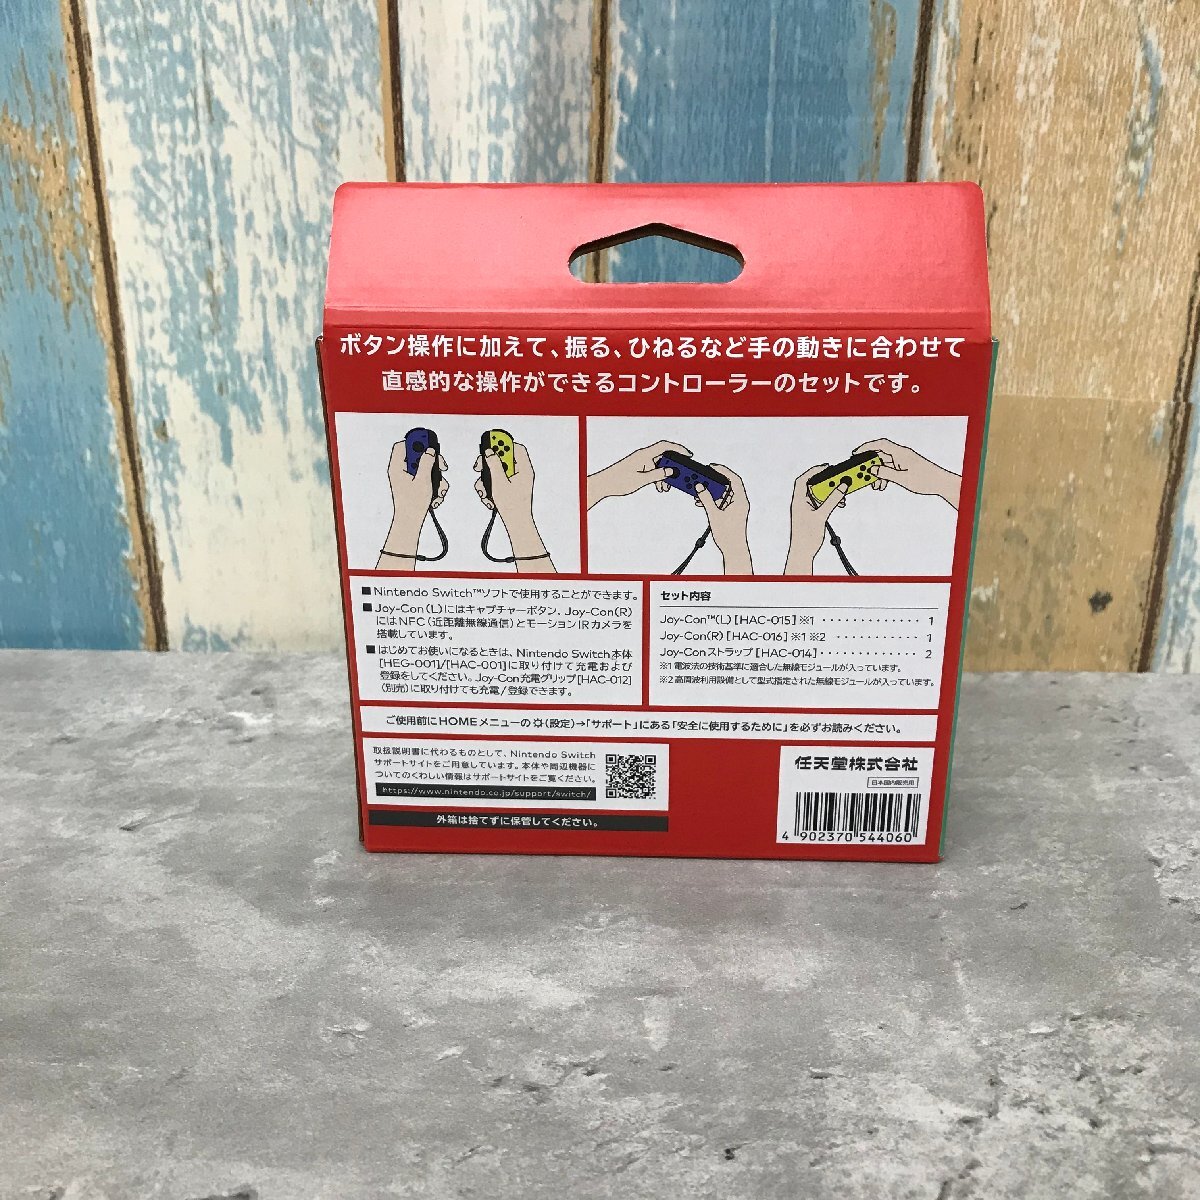 ボタン操作に加えて、振る、ひねるなど手の動きに合わせて
直感的な操作ができるコントローラーのセットです。
■Nintendo Switch™ソフトで使用することができます。
■Joy-Con(L)にはキャプチャーボタン、Joy-Con(R)
にはNFC(近距離無線通信)とモーションIRカメラを
搭載しています。
■はじめてお使いになるときは、Nintendo Switch本体
[HEG-001]/[HAC-001]に取り付けて充電および
登録をしてください。Joy-Con充電グリップ[HAC-012]
(別売)に取り付けても充電/登録できます。
セット内容
Joy-Con™(L)[HAC-015]※1 ············· 1
Joy-Con(R)[HAC-016]※1※2 ············ 1
Joy-Conストラップ[HAC-014]············· 2
※1 電波法の技術基準に適合した無線モジュールが入っています。
※2 高周波利用設備として型式指定された無線モジュールが入っています。
ご使用前にHOMEメニューの(設定)→「サポート」にある「安全に使用するために」を必ずお読みください。
取扱説明書に代わるものとして、Nintendo Switch
サポートサイトをご用意しています。本体や周辺機器に
ついてのくわしい情報はサポートサイトをご覧ください。
https://www.nintendo.co.jp/support/switch/
外箱は捨てずに保管してください。
任天堂株式会社
日本国内販売用
4 902370 544060